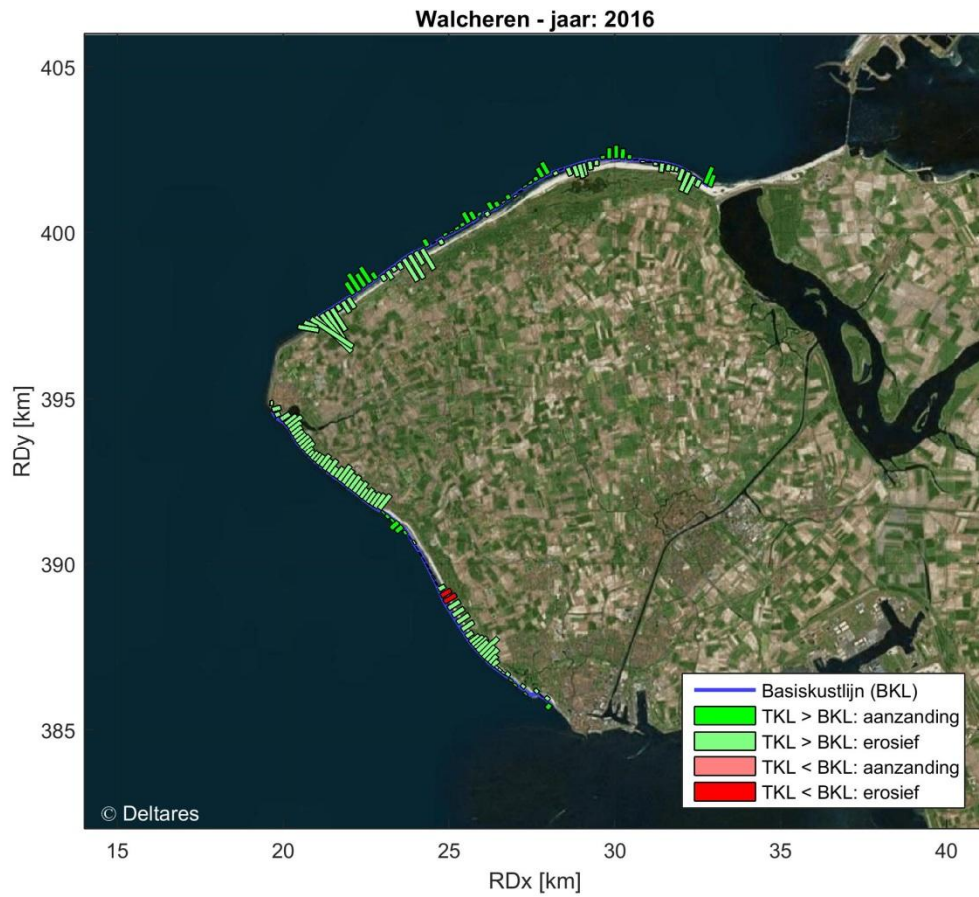 Walcheren - jaar: 2016
405
400
395
390
385
RDy [km]
Basiskustlijn (BKL)
TKL > BKL: aanzanding
TKL > BKL: erosief
TKL < BKL: aanzanding
TKL < BKL: erosief
© Deltares
15 20 25 30 35 40
RDx [km]